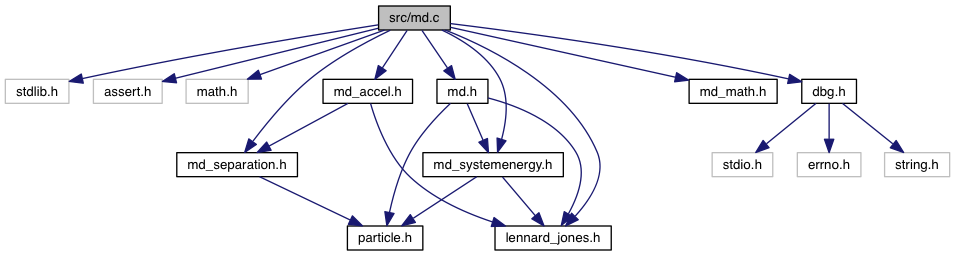 src/md.c
stdlib.h
assert.h
math.h
md_accel.h
md.h
md_math.h
dbg.h
md_separation.h
md_systemenergy.h
stdio.h
errno.h
string.h
particle.h
lennard_jones.h